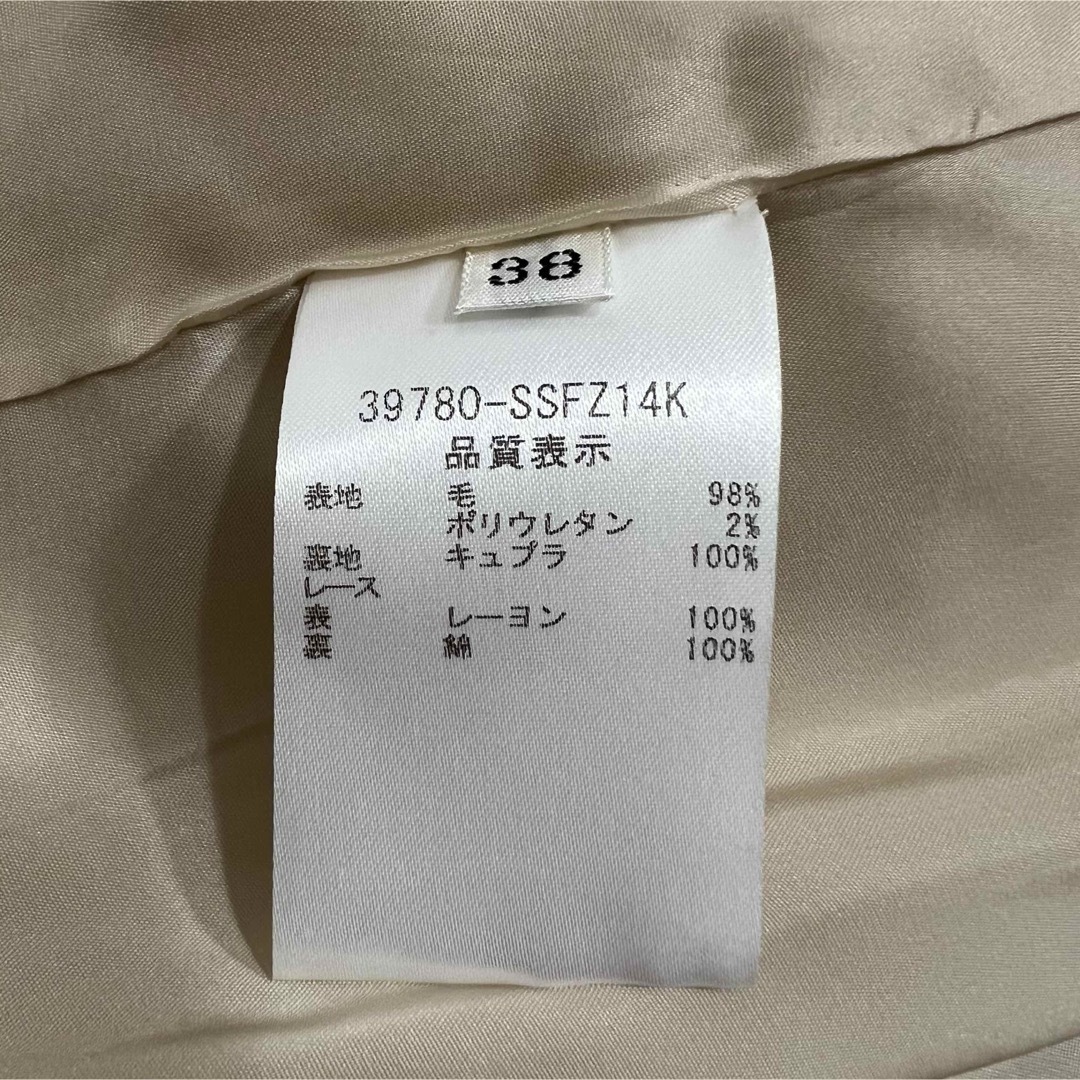 38
39780-SSFZ14K
品質表示
表地 毛 98%
ポリウレタン 2%
裏地 キュプラ 100%
レース
表 レーヨン 100%
裏 綿 100%